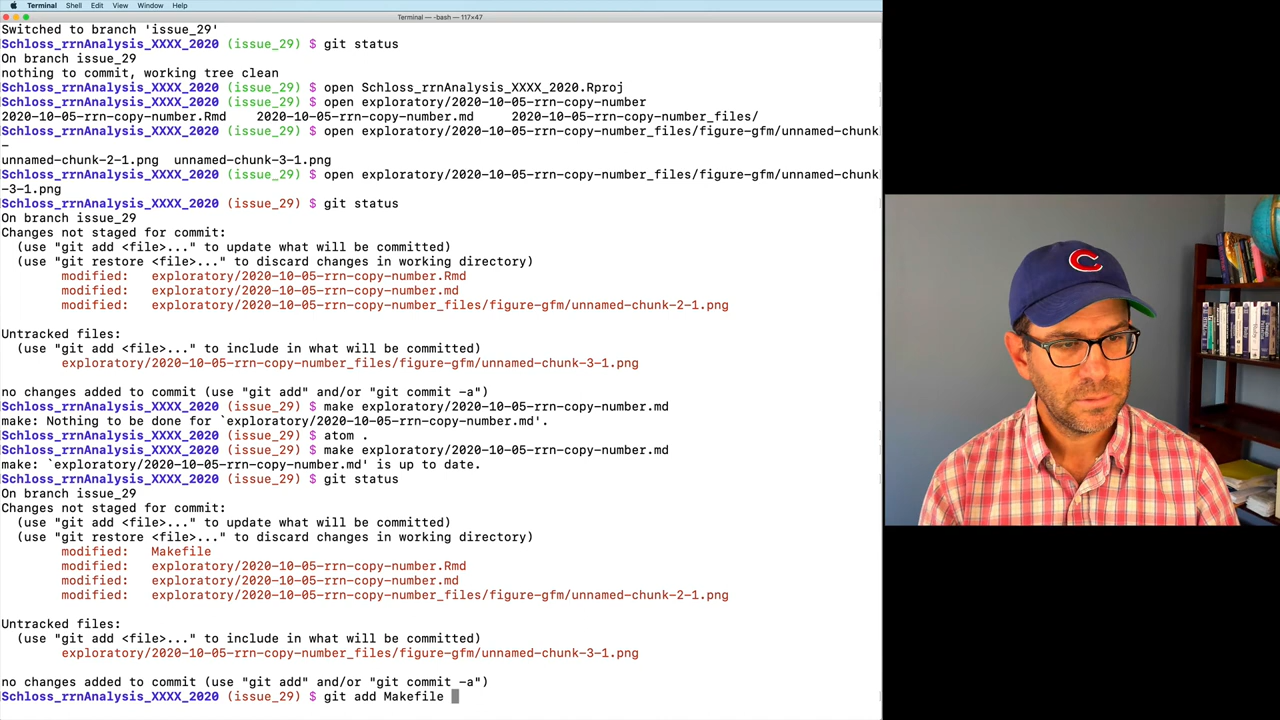 Terminal Shell Edit View Window Help
Terminal — -bash — 117×47
Switched to branch 'issue_29'
Schloss_rrnAnalysis_XXXX_2020 (issue_29) $ git status
On branch issue_29
nothing to commit, working tree clean
Schloss_rrnAnalysis_XXXX_2020 (issue_29) $ open Schloss_rrnAnalysis_XXXX_2020.Rproj
Schloss_rrnAnalysis_XXXX_2020 (issue_29) $ open exploratory/2020-10-05-rrn-copy-number
2020-10-05-rrn-copy-number.Rmd 2020-10-05-rrn-copy-number.md 2020-10-05-rrn-copy-number_files/
Schloss_rrnAnalysis_XXXX_2020 (issue_29) $ open exploratory/2020-10-05-rrn-copy-number_files/figure-gfm/unnamed-chunk
-
unnamed-chunk-2-1.png unnamed-chunk-3-1.png
Schloss_rrnAnalysis_XXXX_2020 (issue_29) $ open exploratory/2020-10-05-rrn-copy-number_files/figure-gfm/unnamed-chunk
-3-1.png
Schloss_rrnAnalysis_XXXX_2020 (issue_29) $ git status
On branch issue_29
Changes not staged for commit:
(use "git add <file>..." to update what will be committed)
(use "git restore <file>..." to discard changes in working directory)
modified: exploratory/2020-10-05-rrn-copy-number.Rmd
modified: exploratory/2020-10-05-rrn-copy-number.md
modified: exploratory/2020-10-05-rrn-copy-number_files/figure-gfm/unnamed-chunk-2-1.png
Untracked files:
(use "git add <file>..." to include in what will be committed)
exploratory/2020-10-05-rrn-copy-number_files/figure-gfm/unnamed-chunk-3-1.png
no changes added to commit (use "git add" and/or "git commit -a")
Schloss_rrnAnalysis_XXXX_2020 (issue_29) $ make exploratory/2020-10-05-rrn-copy-number.md
make: Nothing to be done for `exploratory/2020-10-05-rrn-copy-number.md'.
Schloss_rrnAnalysis_XXXX_2020 (issue_29) $ atom .
Schloss_rrnAnalysis_XXXX_2020 (issue_29) $ make exploratory/2020-10-05-rrn-copy-number.md
make: `exploratory/2020-10-05-rrn-copy-number.md' is up to date.
Schloss_rrnAnalysis_XXXX_2020 (issue_29) $ git status
On branch issue_29
Changes not staged for commit:
(use "git add <file>..." to update what will be committed)
(use "git restore <file>..." to discard changes in working directory)
modified: Makefile
modified: exploratory/2020-10-05-rrn-copy-number.Rmd
modified: exploratory/2020-10-05-rrn-copy-number.md
modified: exploratory/2020-10-05-rrn-copy-number_files/figure-gfm/unnamed-chunk-2-1.png
Untracked files:
(use "git add <file>..." to include in what will be committed)
exploratory/2020-10-05-rrn-copy-number_files/figure-gfm/unnamed-chunk-3-1.png
no changes added to commit (use "git add" and/or "git commit -a")
Schloss_rrnAnalysis_XXXX_2020 (issue_29) $ git add Makefile
C